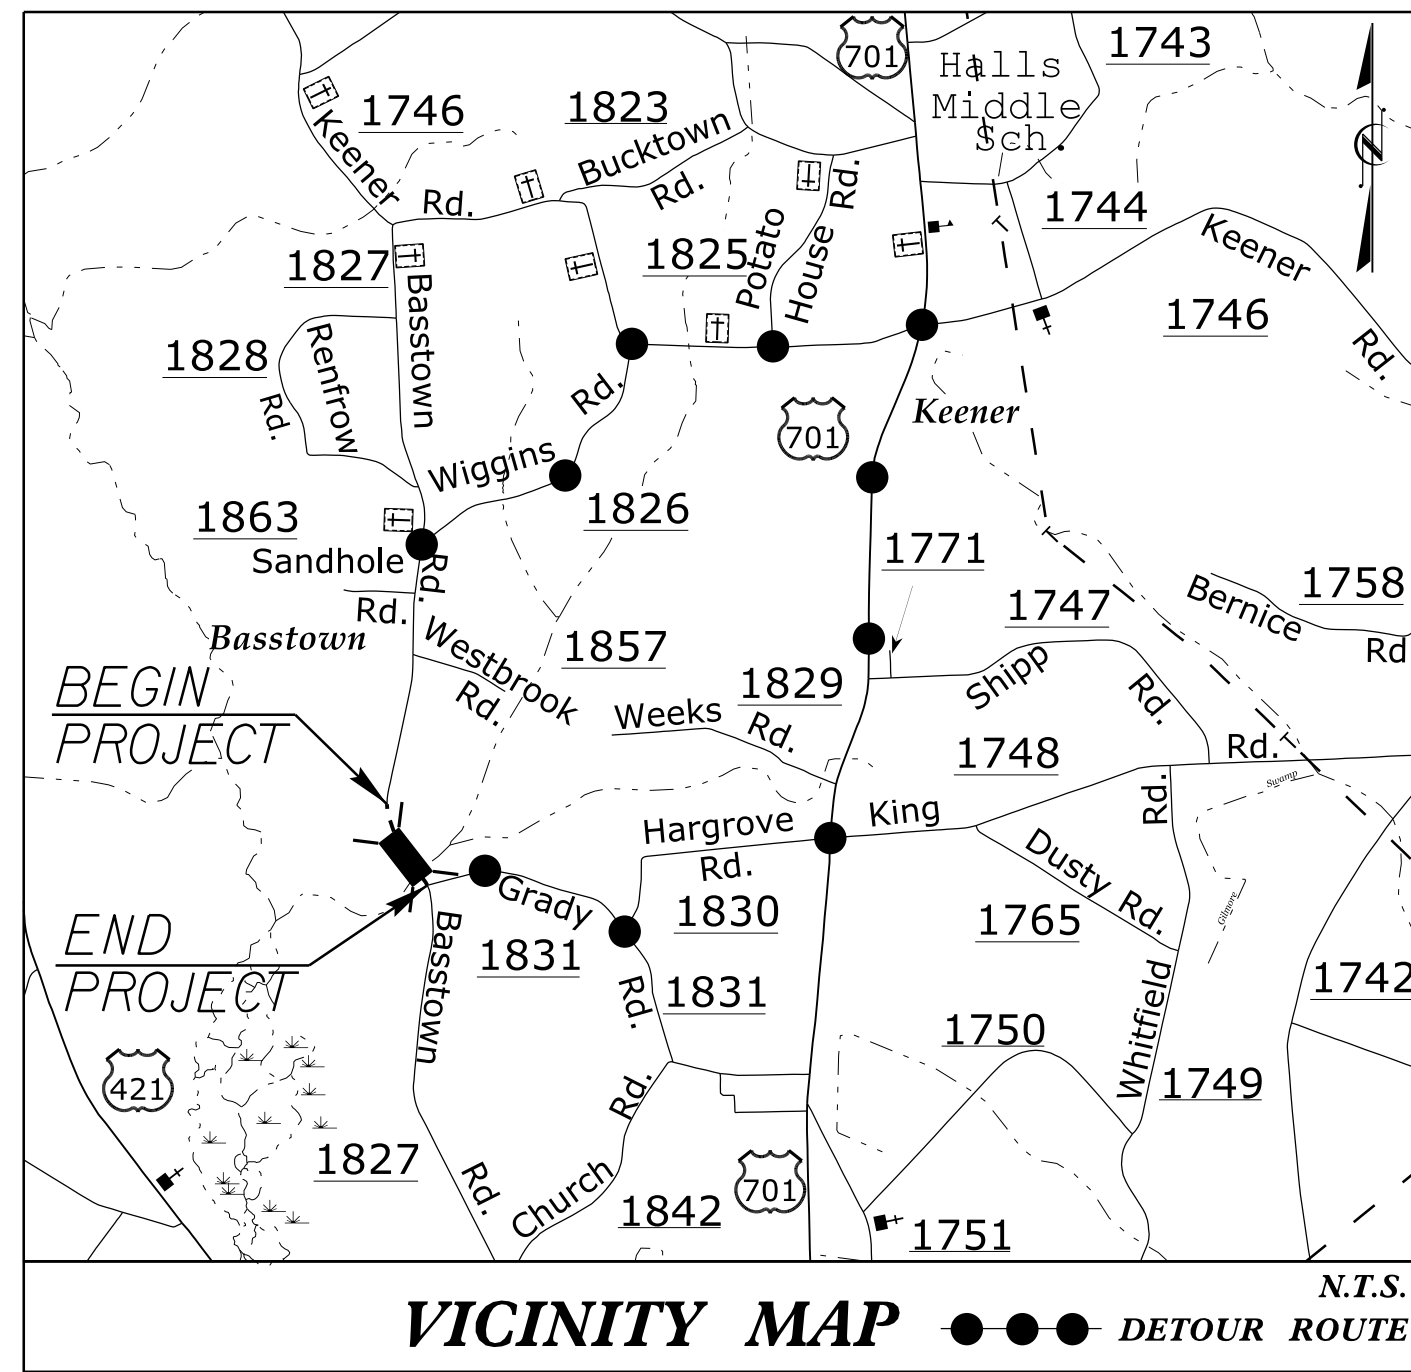 701
1743
Halls
Middle
Sch.
1746
1823
Keener
Bucktown
Rd.
Rd.
Potato
House Rd.
1744
1827
1825
Basstown
Keener
Rd.
1746
1828
Renfrow
Rd.
Rd.
701
Keener
Wiggins
1863
1826
Sandhole
Rd.
Rd.
1771
1758
Bernice
Rd
1747
Basstown
Westbrook
Rd.
1857
Shipp
Rd.
BEGIN
PROJECT
1829
Weeks
Rd.
1748
Rd.
Swamp
Hargrove
Rd.
King
Rd.
Dusty Rd.
Grady
1830
1765
Gilmore
END
PROJECT
Basstown
1831
Rd.
1831
1742
Whitfield
1750
1749
421
1827
Rd.
Rd.
Church
1842
701
1751
N.T.S.
VICINITY MAP
DETOUR ROUTE
N